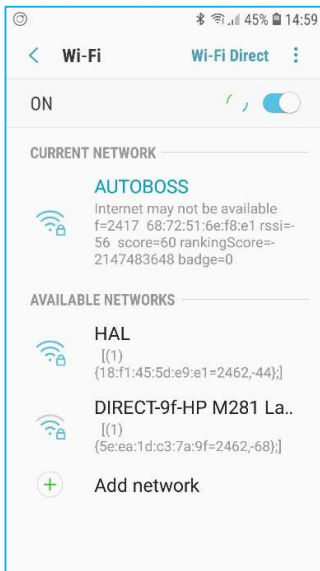 45% 14:59
Wi-Fi Wi-Fi Direct
ON
CURRENT NETWORK
AUTOBOSS
Internet may not be available
f=2417 68:72:51:6e:f8:e1 rssi=-
56 score=60 rankingScore=-
2147483648 badge=0
AVAILABLE NETWORKS
HAL
[(1)
{18:f1:45:5d:e9:e1=2462,-44};]
DIRECT-9f-HP M281 La..
[(1)
{5e:ea:1d:c3:7a:9f=2462,-68};]
Add network